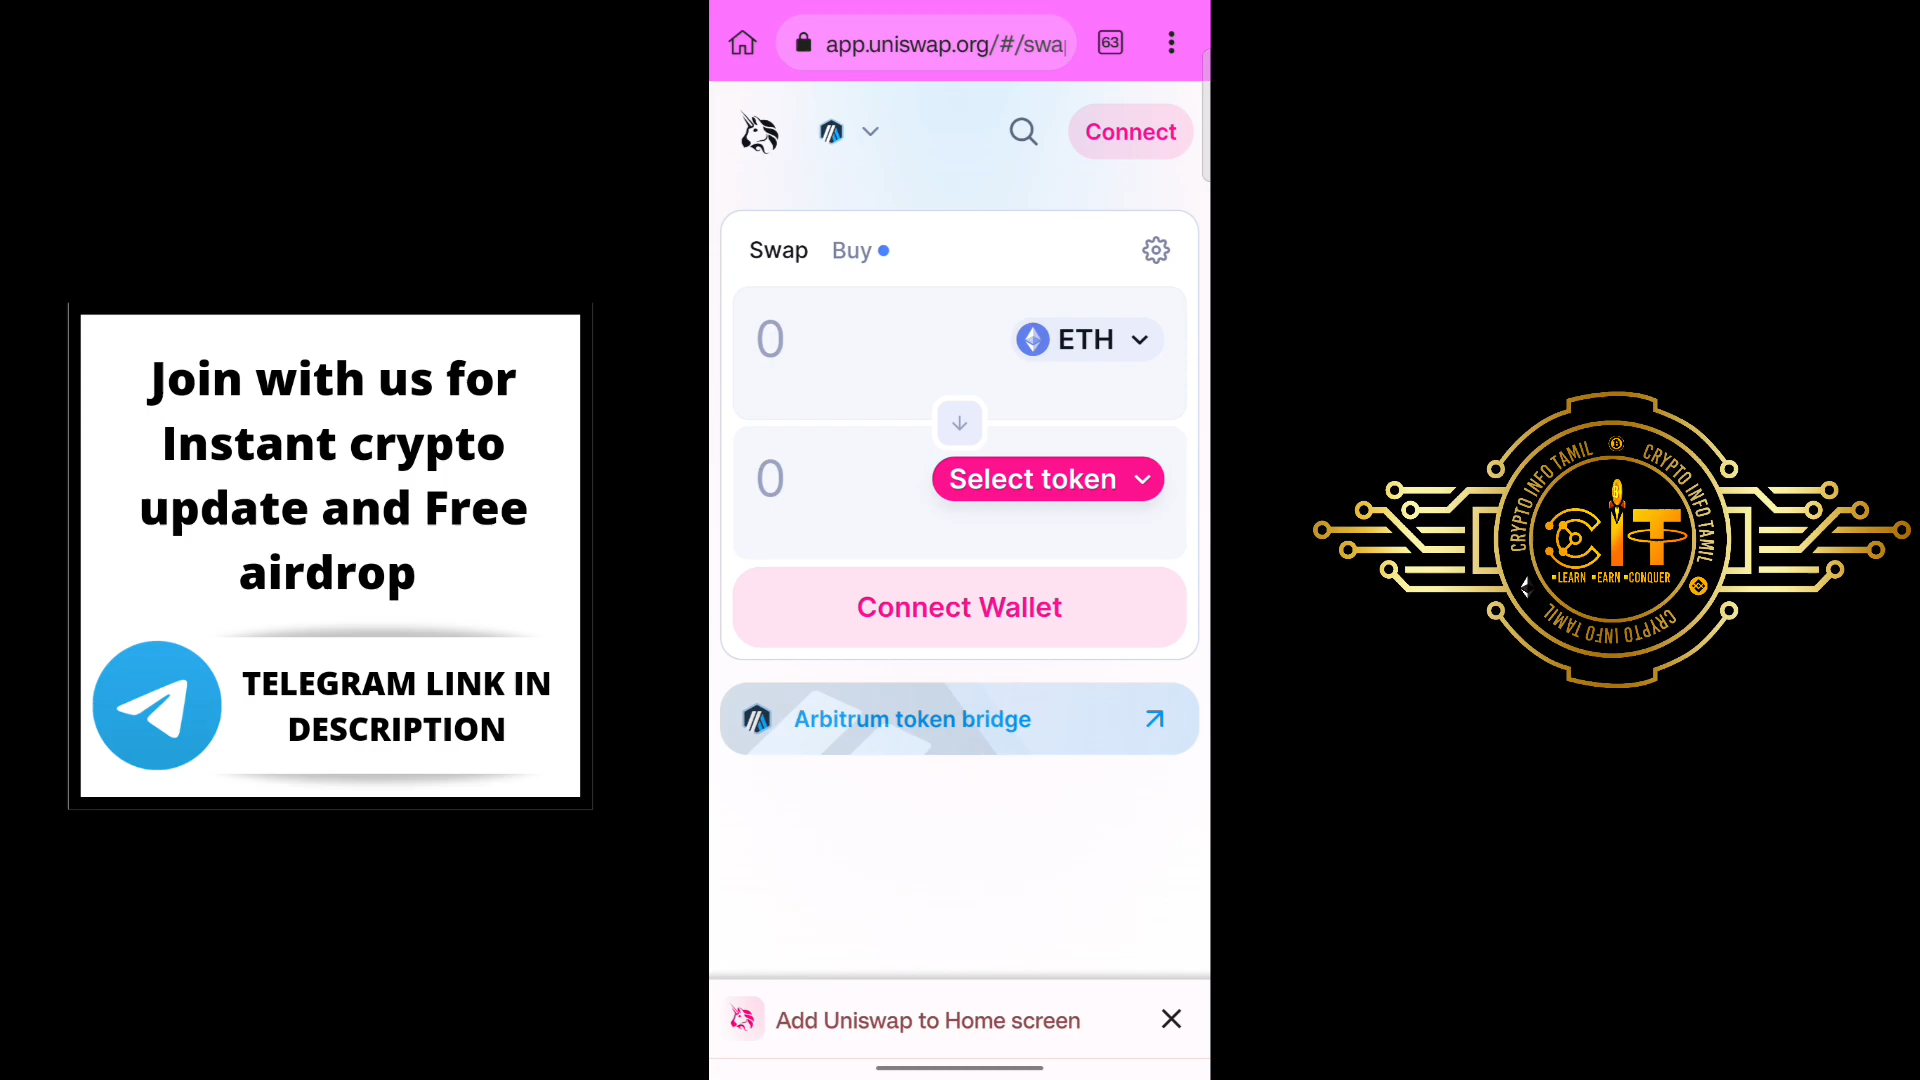 Join with us for
Instant crypto
update and Free
airdrop
TELEGRAM LINK IN
DESCRIPTION
app.uniswap.org/#/swa
63
Connect
Swap
Buy
0
ETH
0
Select token
Connect Wallet
Arbitrum token bridge
Add Uniswap to Home screen
CRYPTO INFO TAMIL
CRYPTO INFO TAMIL
CIT
▪LEARN ▪EARN ▪CONQUER
CRYPTO INFO TAMIL